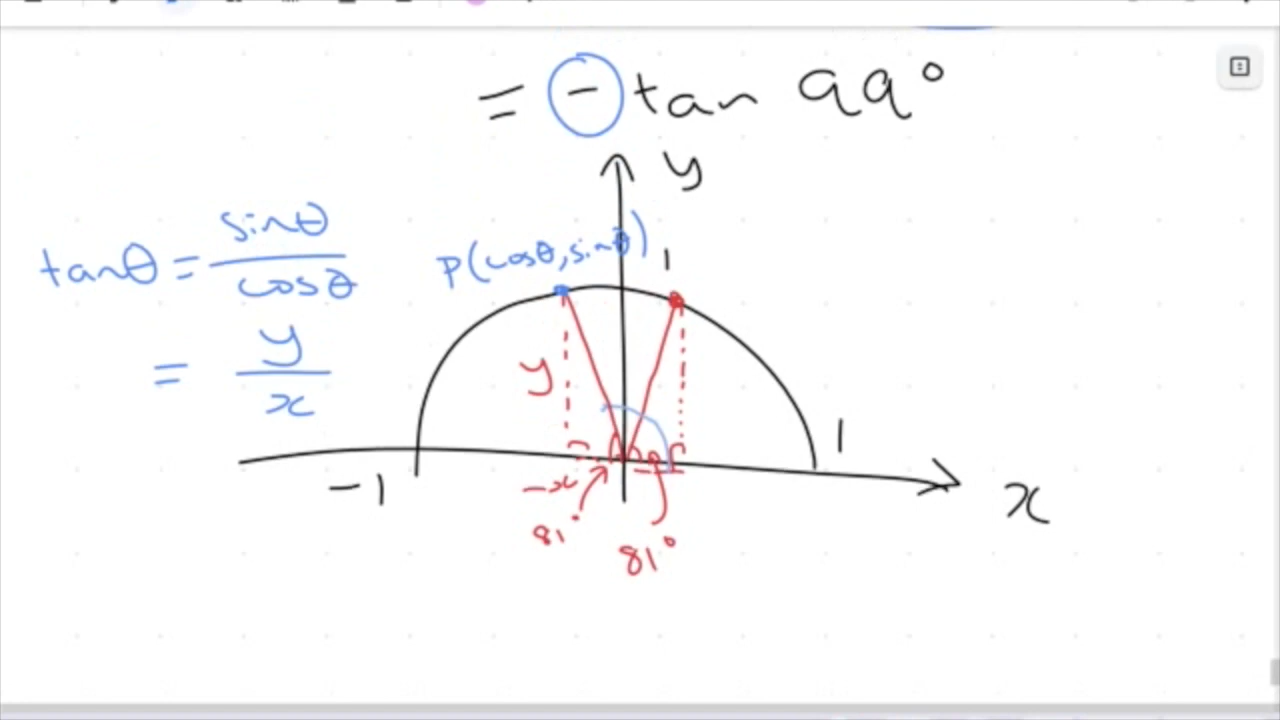 = - tan 99°
y
tanθ = sinθ / cosθ
P(cosθ, sinθ)
1
= y / x
y
-1
-x
1
x
81°
81°